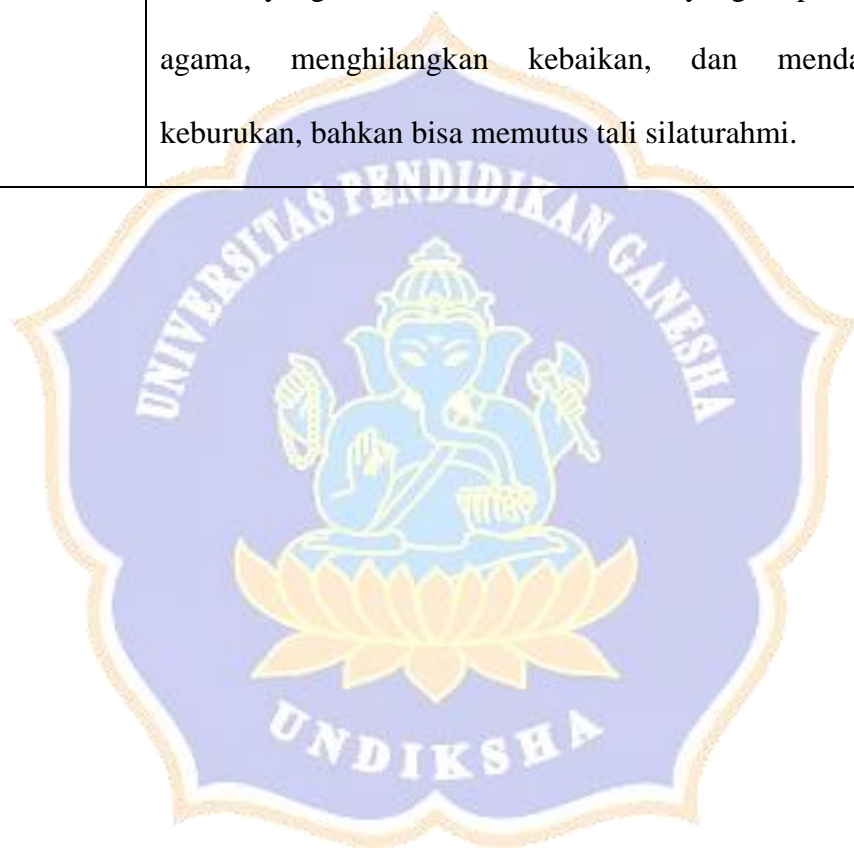 agama, menghilangkan kebaikan, dan
keburukan, bahkan bisa memutus tali silaturahmi.
UNIVERSITAS PENDIDIKAN GANESHA
UNDIKSHA